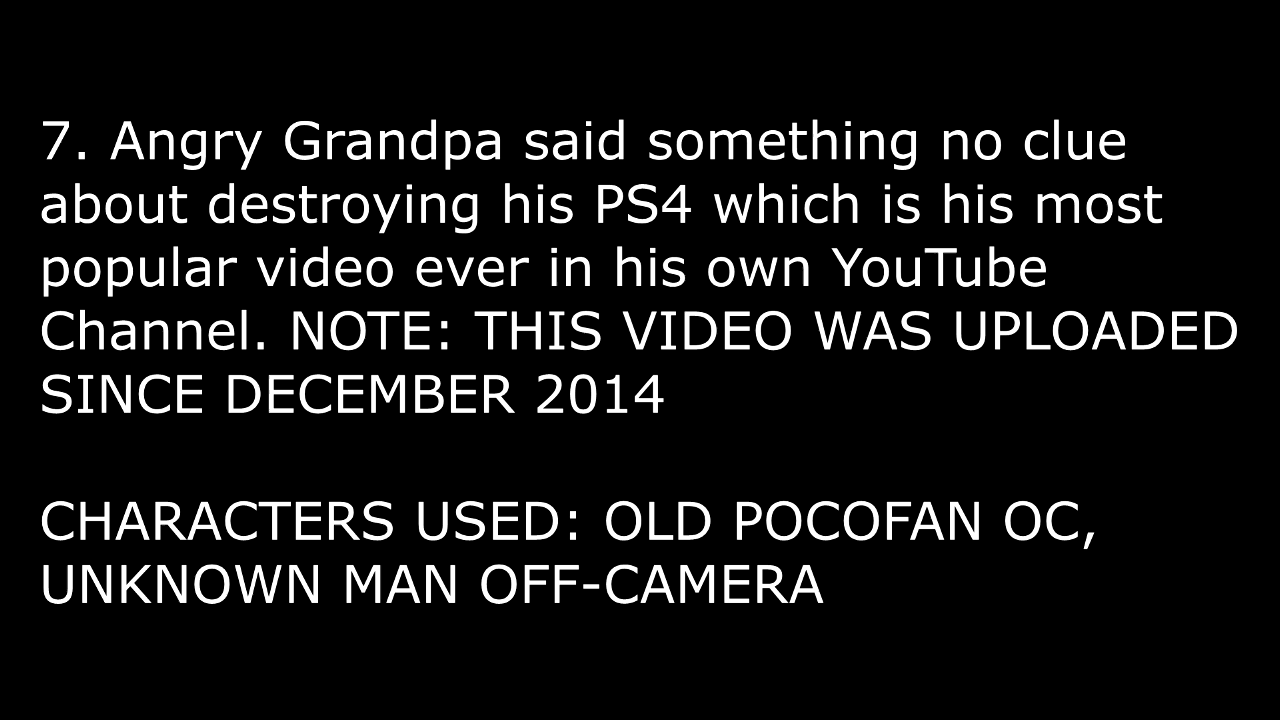 7. Angry Grandpa said something no clue
about destroying his PS4 which is his most
popular video ever in his own YouTube
Channel. NOTE: THIS VIDEO WAS UPLOADED
SINCE DECEMBER 2014
CHARACTERS USED: OLD POCOFAN OC,
UNKNOWN MAN OFF-CAMERA